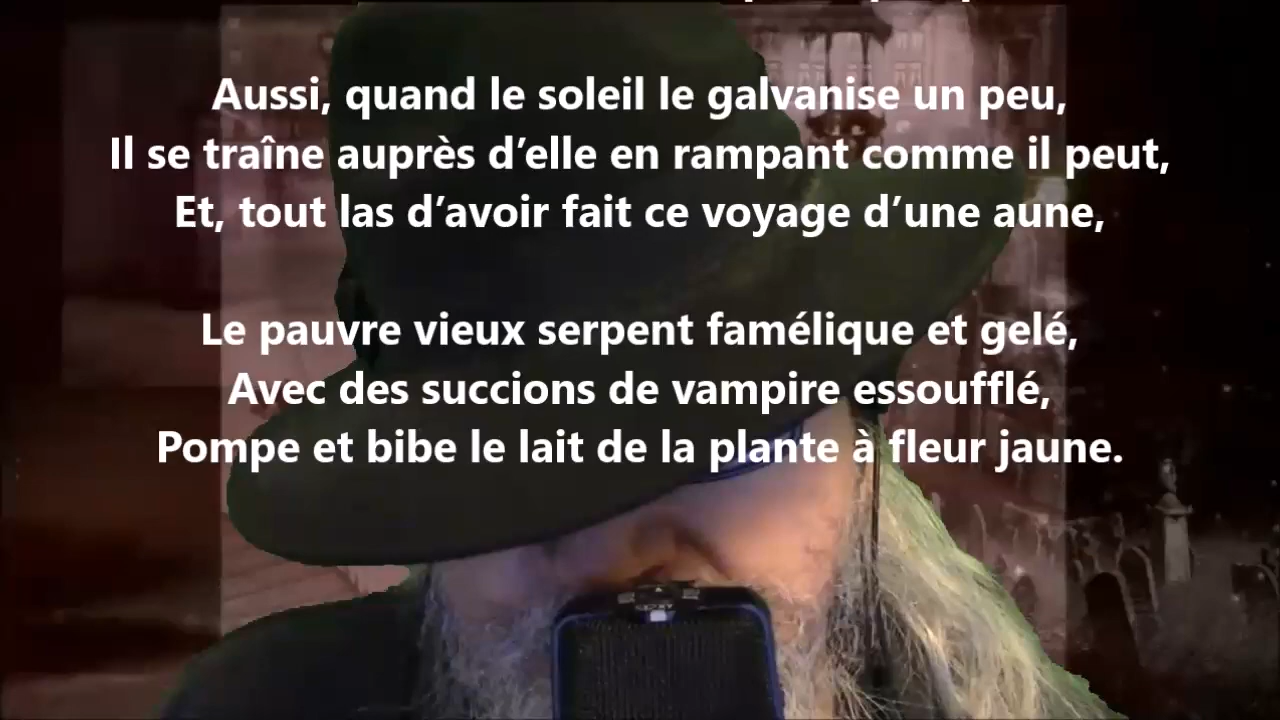 Aussi, quand le soleil le galvanise un peu,
Il se traîne auprès d’elle en rampant comme il peut,
Et, tout las d’avoir fait ce voyage d’une aune,
Le pauvre vieux serpent famélique et gelé,
Avec des succions de vampire essoufflé,
Pompe et bibe le lait de la plante à fleur jaune.